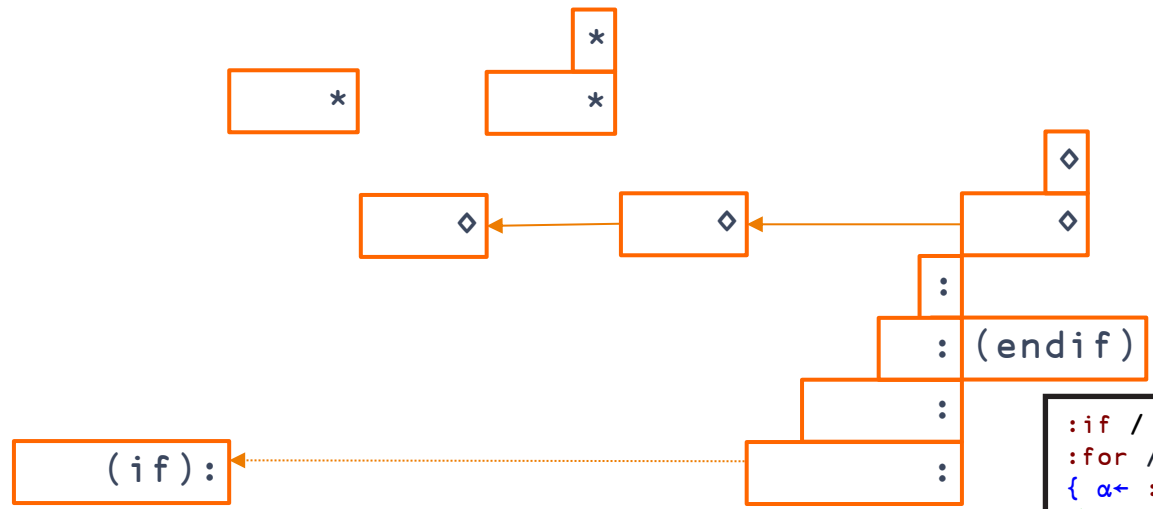 *
* *
◇
◇ ◇ ◇
:
: (endif)
:
(if): :
:if /
:for /
{ α← :